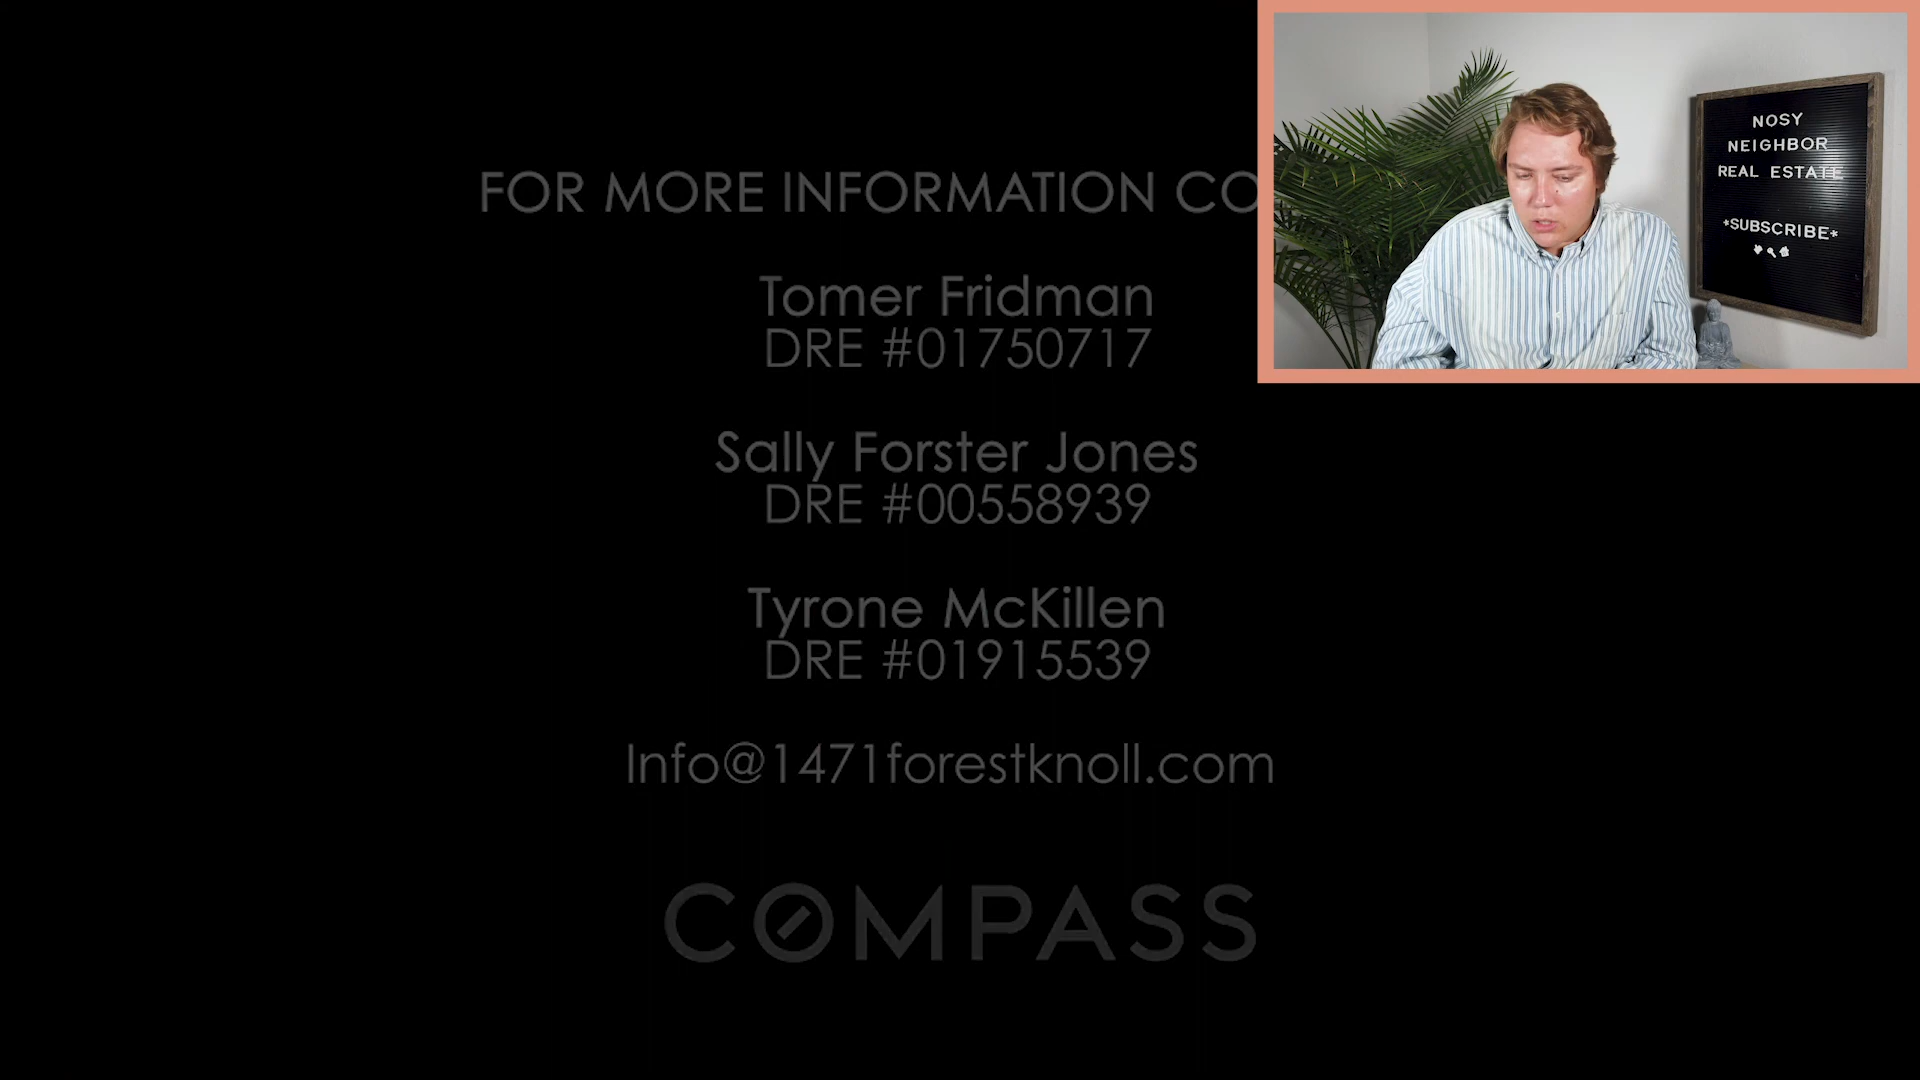 FOR MORE INFORMATION CO
Tomer Fridman
DRE #01750717
Sally Forster Jones
DRE #00558939
Tyrone McKillen
DRE #01915539
Info@1471forestknoll.com
COMPASS
NOSY
NEIGHBOR
REAL ESTATE
*SUBSCRIBE*